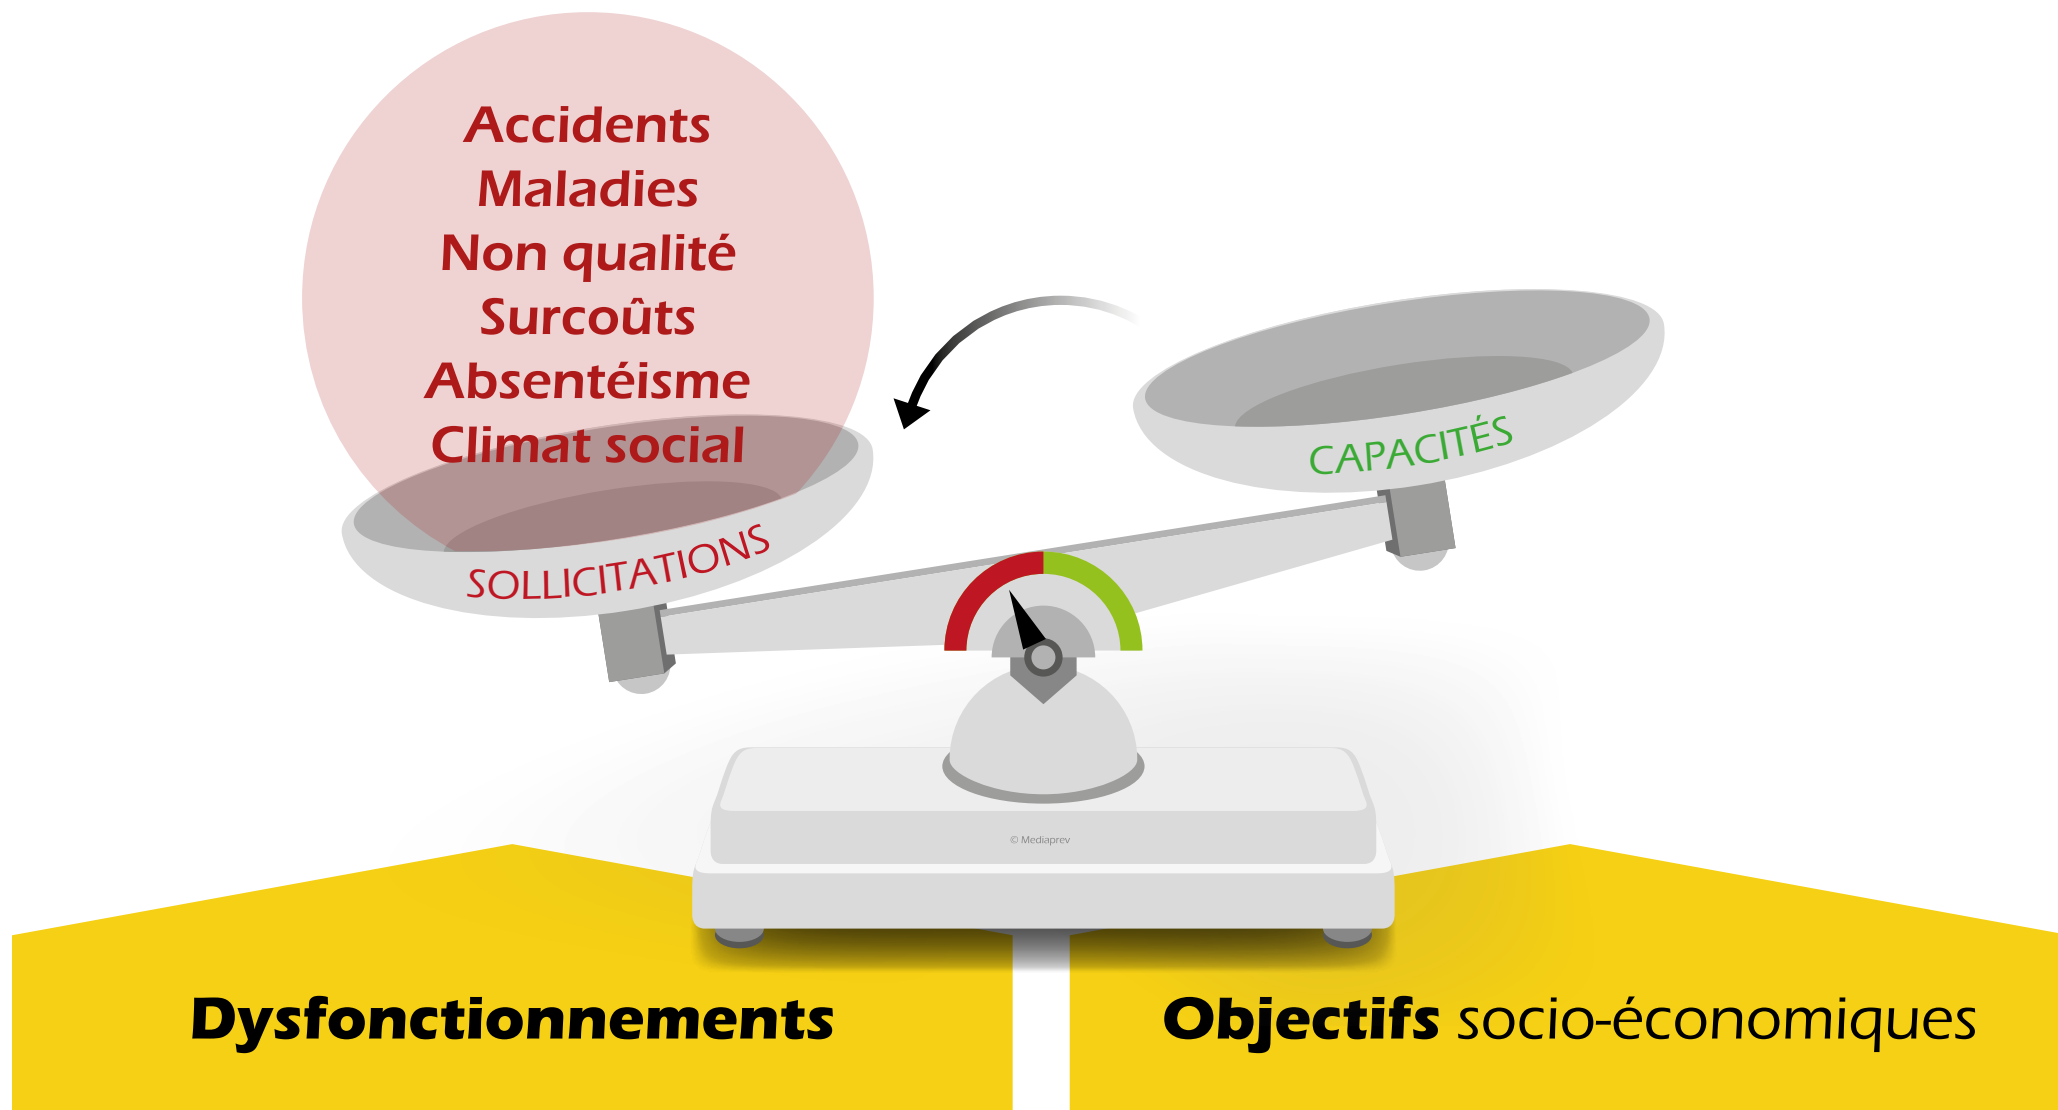 Accidents
Maladies
Non qualité
Surcoûts
Absentéisme
Climat social
SOLLICITATIONS
CAPACITÉS
© Mediaprev
Dysfonctionnements
Objectifs socio-économiques